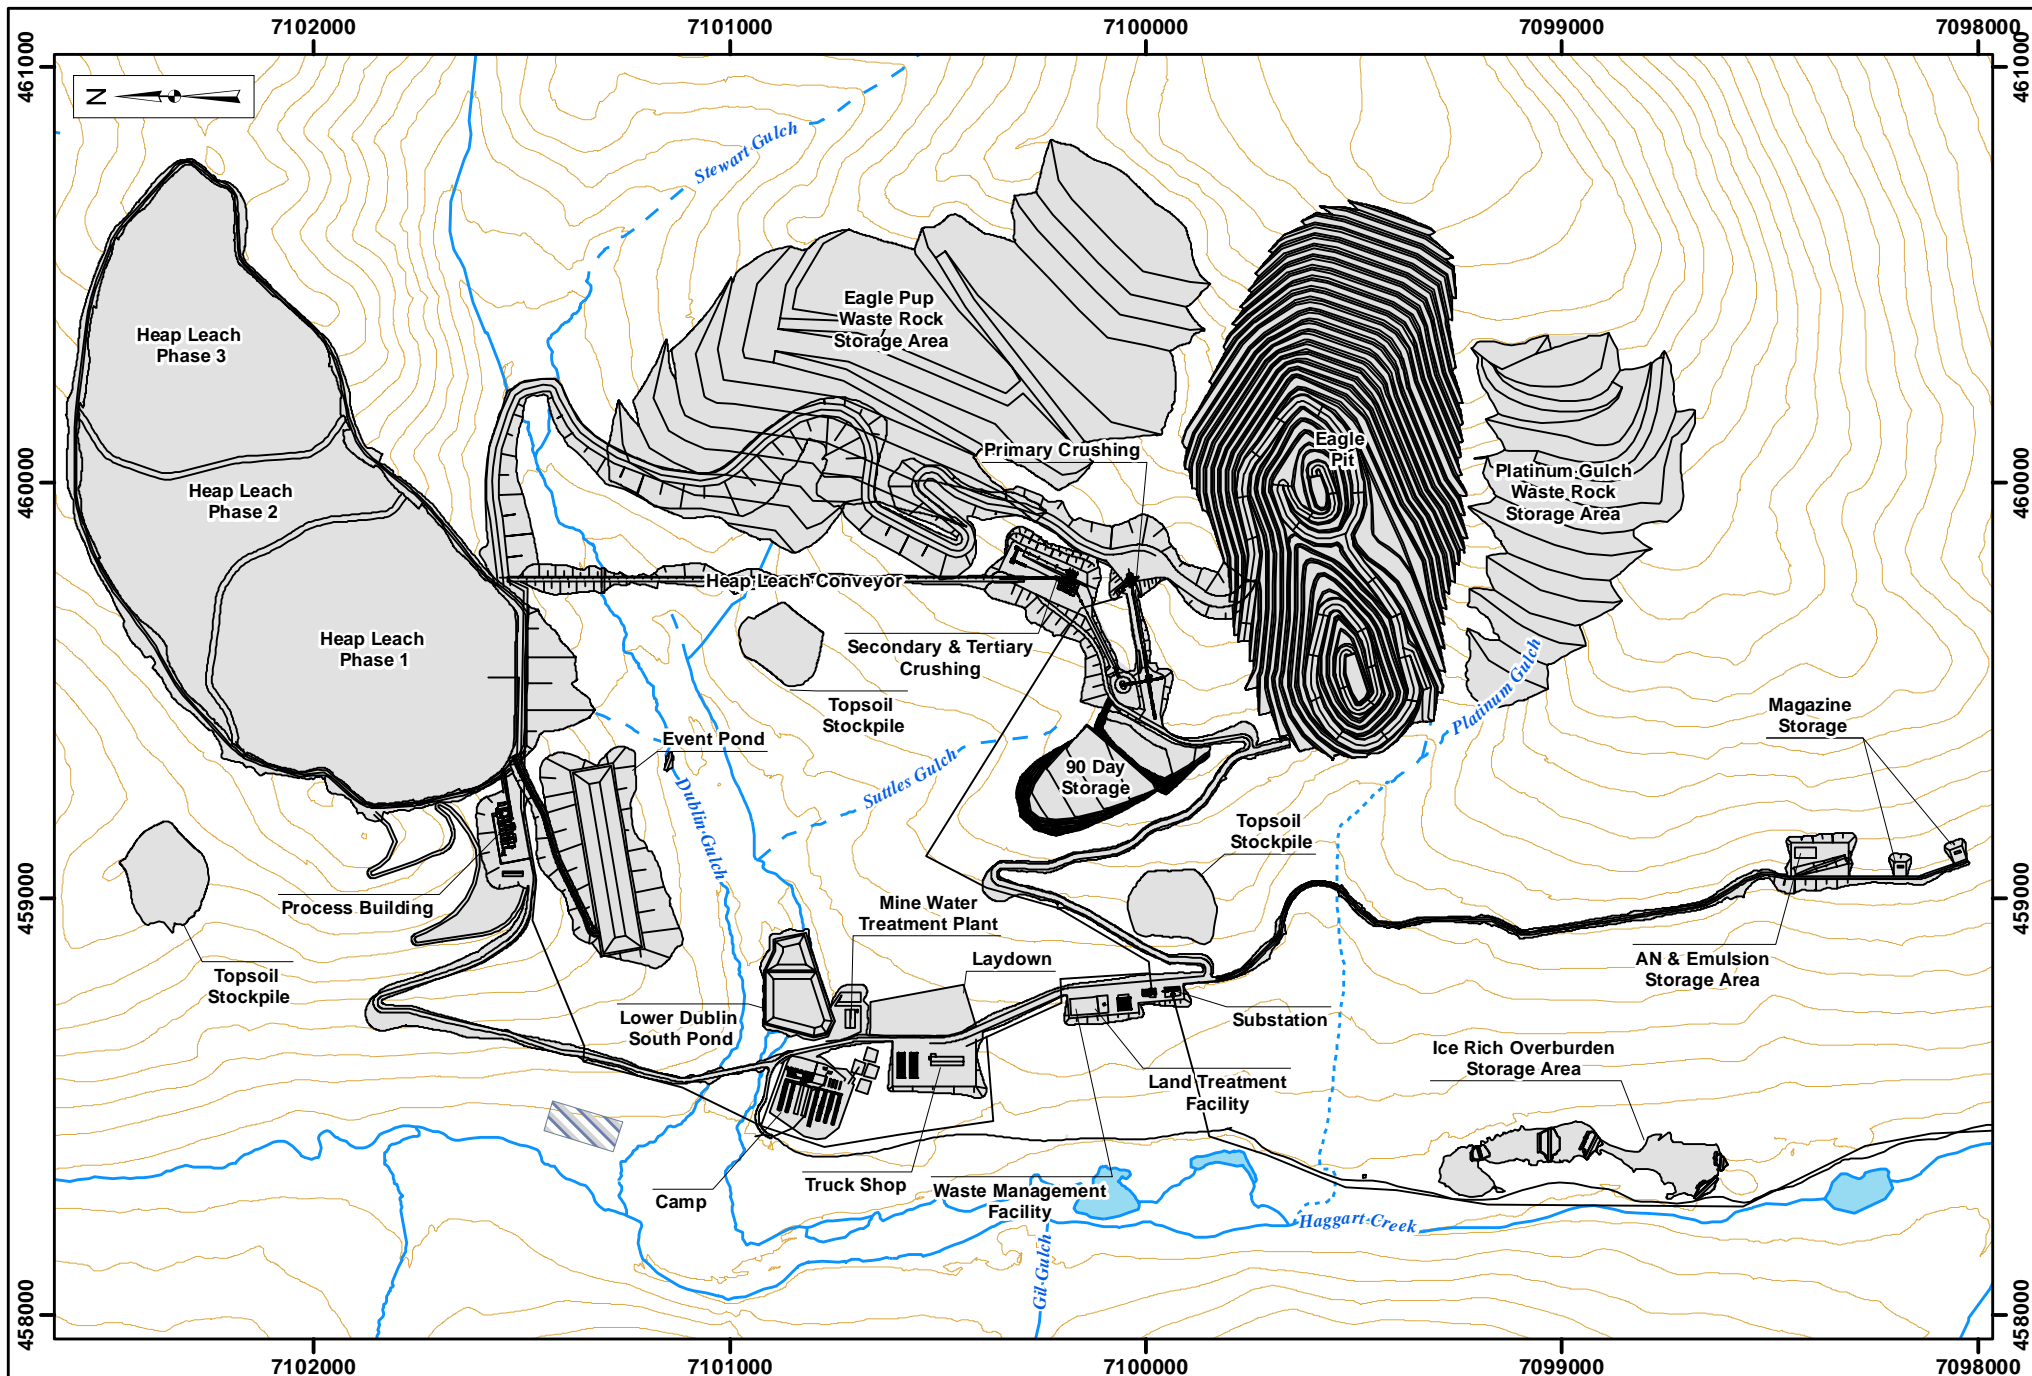 7102000
7101000
7100000
7099000
7098000
461000
461000
N
Stewart Gulch
Heap Leach
Phase 3
Eagle Pup
Waste Rock
Storage Area
Primary Crushing
Eagle
Pit
Platinum Gulch
Waste Rock
Storage Area
460000
460000
Heap Leach
Phase 2
Heap Leach Conveyor
Heap Leach
Phase 1
Secondary & Tertiary
Crushing
Topsoil
Stockpile
Platinum Gulch
Magazine
Storage
Event Pond
90 Day
Storage
Suttles Gulch
Dublin Gulch
Topsoil
Stockpile
459000
459000
Process Building
Mine Water
Treatment Plant
Laydown
AN & Emulsion
Storage Area
Topsoil
Stockpile
Lower Dublin
South Pond
Substation
Ice Rich Overburden
Storage Area
Land Treatment
Facility
Camp
Truck Shop
Waste Management
Facility
Haggart Creek
Gil Gulch
458000
458000
7102000
7101000
7100000
7099000
7098000